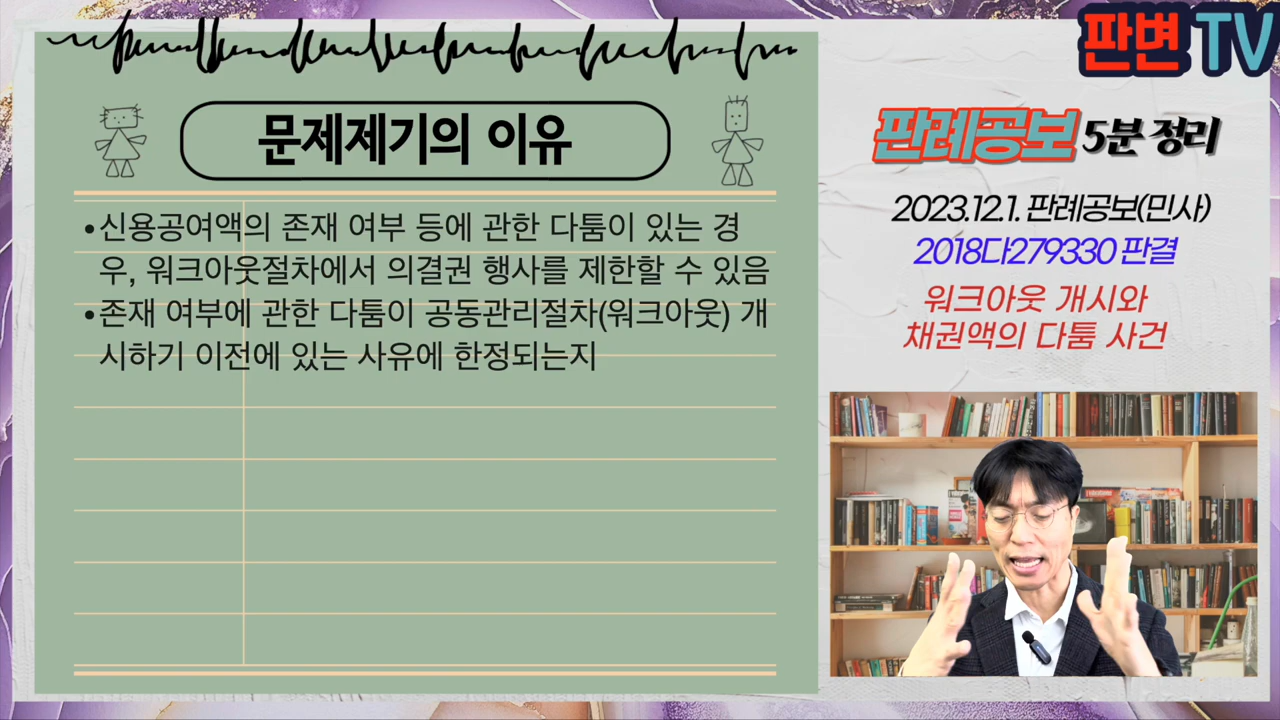 판변 TV
문제제기의 이유
•신용공여액의 존재 여부 등에 관한 다툼이 있는 경
우, 워크아웃절차에서 의결권 행사를 제한할 수 있음
•존재 여부에 관한 다툼이 공동관리절차(워크아웃) 개
시하기 이전에 있는 사유에 한정되는지
판례공보 5분 정리
2023.12.1. 판례공보(민사)
2018다279330 판결
워크아웃 개시와
채권액의 다툼 사건